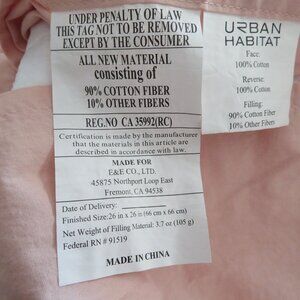 UNDER PENALTY OF LAW
THIS TAG NOT TO BE REMOVED
EXCEPT BY THE CONSUMER
ALL NEW MATERIAL
consisting of
90% COTTON FIBER
10% OTHER FIBERS
REG.NO CA 35992(RC)
Certification is made by the manufacturer
that the materials in this article are
described in accordance with law.
MADE FOR
E&E CO., LTD.
45875 Northport Loop East
Fremont, CA 94538
Date of Delivery:
Finished Size: 26 in x 26 in (66 cm x 66 cm)
Net Weight of Filling Material: 3.7 oz (105 g)
Federal RN # 91519
MADE IN CHINA
URBAN
HABITAT
Face:
100% Cotton
Reverse:
100% Cotton
Filling:
90% Cotton Fiber
10% Other Fibers